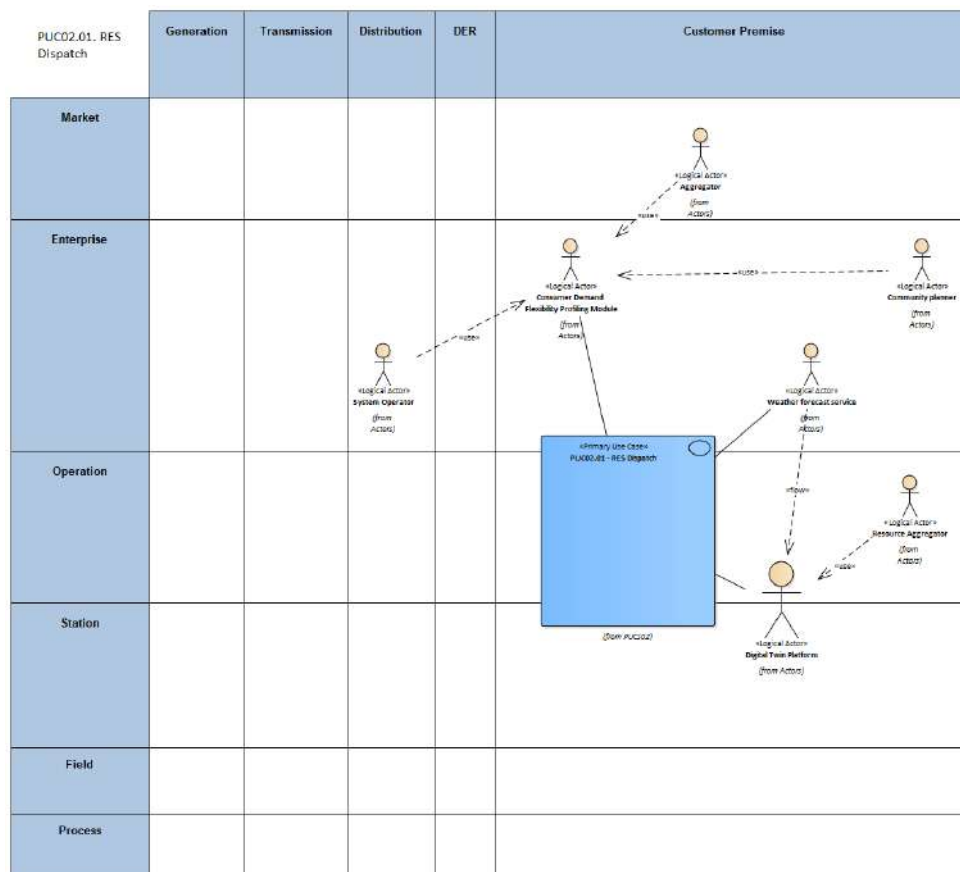 PUC02.01. RES
Dispatch
Generation
Transmission
Distribution
DER
Customer Premise
Market
«Logical Actor»
Aggregator
(from
Actors)
«use»
Enterprise
«Logical Actor»
Consumer Demand
Flexibility Profiling Module
(from
Actors)
«use»
«Logical Actor»
Community planner
(from
Actors)
«use»
«Logical Actor»
System Operator
(from
Actors)
«Logical Actor»
Weather forecast service
(from
Actors)
«Primary Use Case»
PUC02.01 - RES Dispatch
Operation
«flow»
«Logical Actor»
Resource Aggregator
(from
Actors)
«use»
Station
(from PUC02)
«Logical Actor»
Digital Twin Platform
(from Actors)
Field
Process